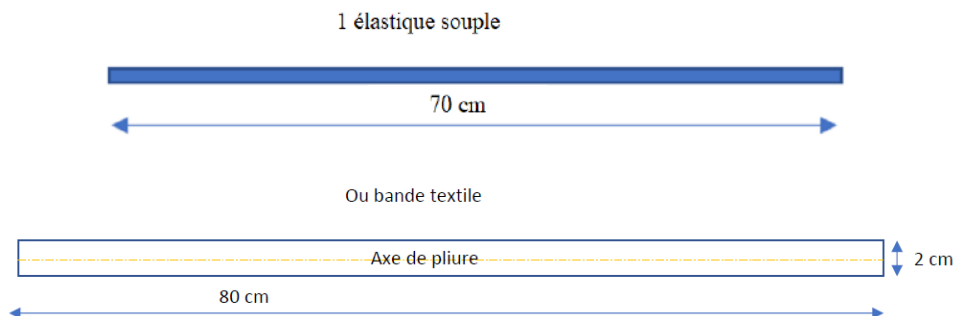 1 élastique souple
70 cm
Ou bande textile
Axe de pliure
2 cm
80 cm